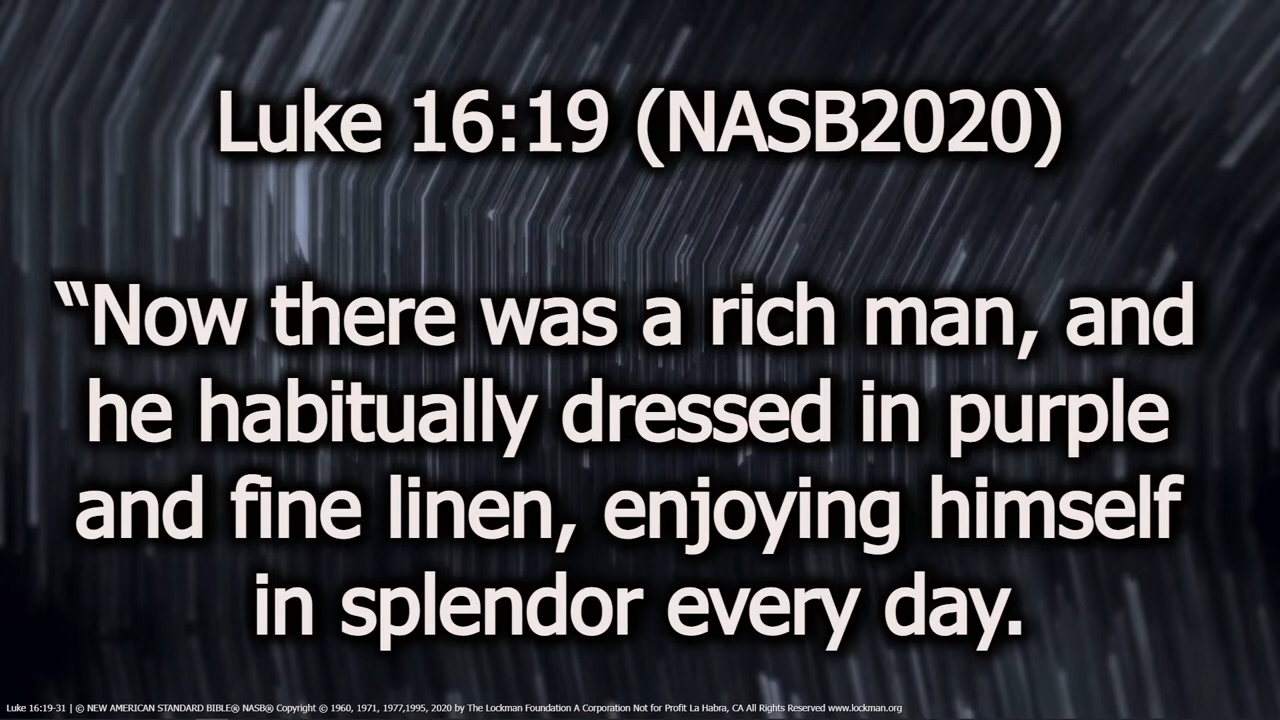 Luke 16:19 (NASB2020)
“Now there was a rich man, and
he habitually dressed in purple
and fine linen, enjoying himself
in splendor every day.
Luke 16:19-31 | © NEW AMERICAN STANDARD BIBLE® NASB® Copyright © 1960, 1971, 1977,1995, 2020 by The Lockman Foundation A Corporation Not for Profit La Habra, CA All Rights Reserved www.lockman.org